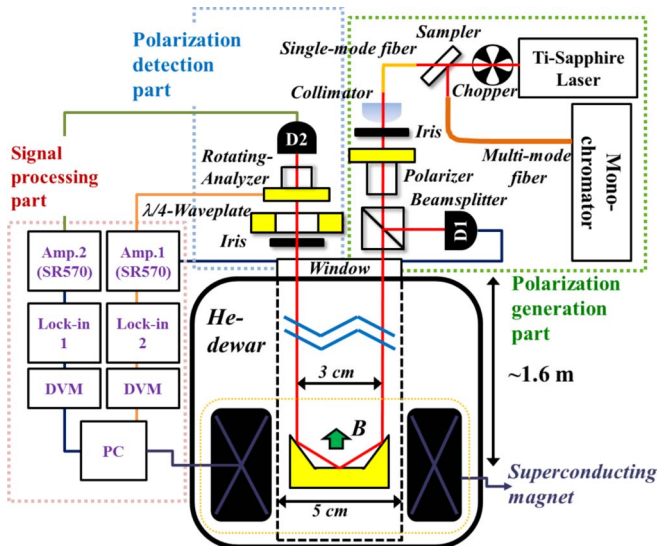 Polarization
detection
part
Single-mode fiber
Sampler
Ti-Sapphire
Laser
Chopper
Collimator
Iris
D2
Signal
processing
part
Rotating-
Analyzer
Polarizer
Multi-mode
fiber
Mono-
chromator
λ/4-Waveplate
Beamsplitter
D1
Iris
Window
Amp.2
(SR570)
Amp.1
(SR570)
Polarization
generation
part
Lock-in
1
Lock-in
2
He-
dewar
3 cm
~1.6 m
DVM
DVM
B
PC
5 cm
Superconducting
magnet